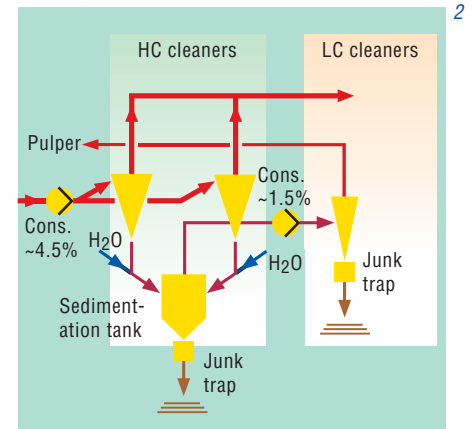 2
HC cleaners
LC cleaners
Pulper
Cons.
~4.5%
Cons.
~1.5%
H2O
H2O
Sediment-
ation tank
Junk
trap
Junk
trap